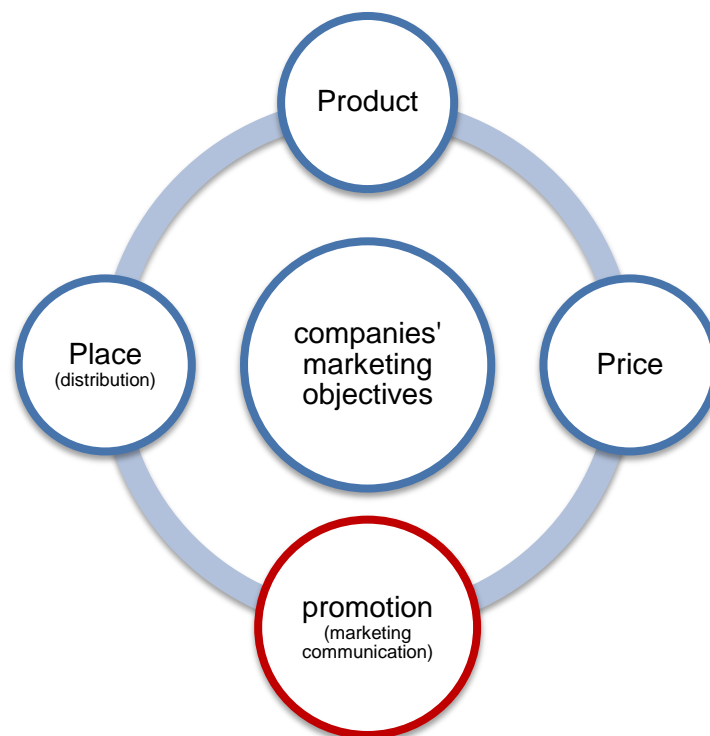 Product
Place
(distribution)
companies'
marketing
objectives
Price
promotion
(marketing
communication)